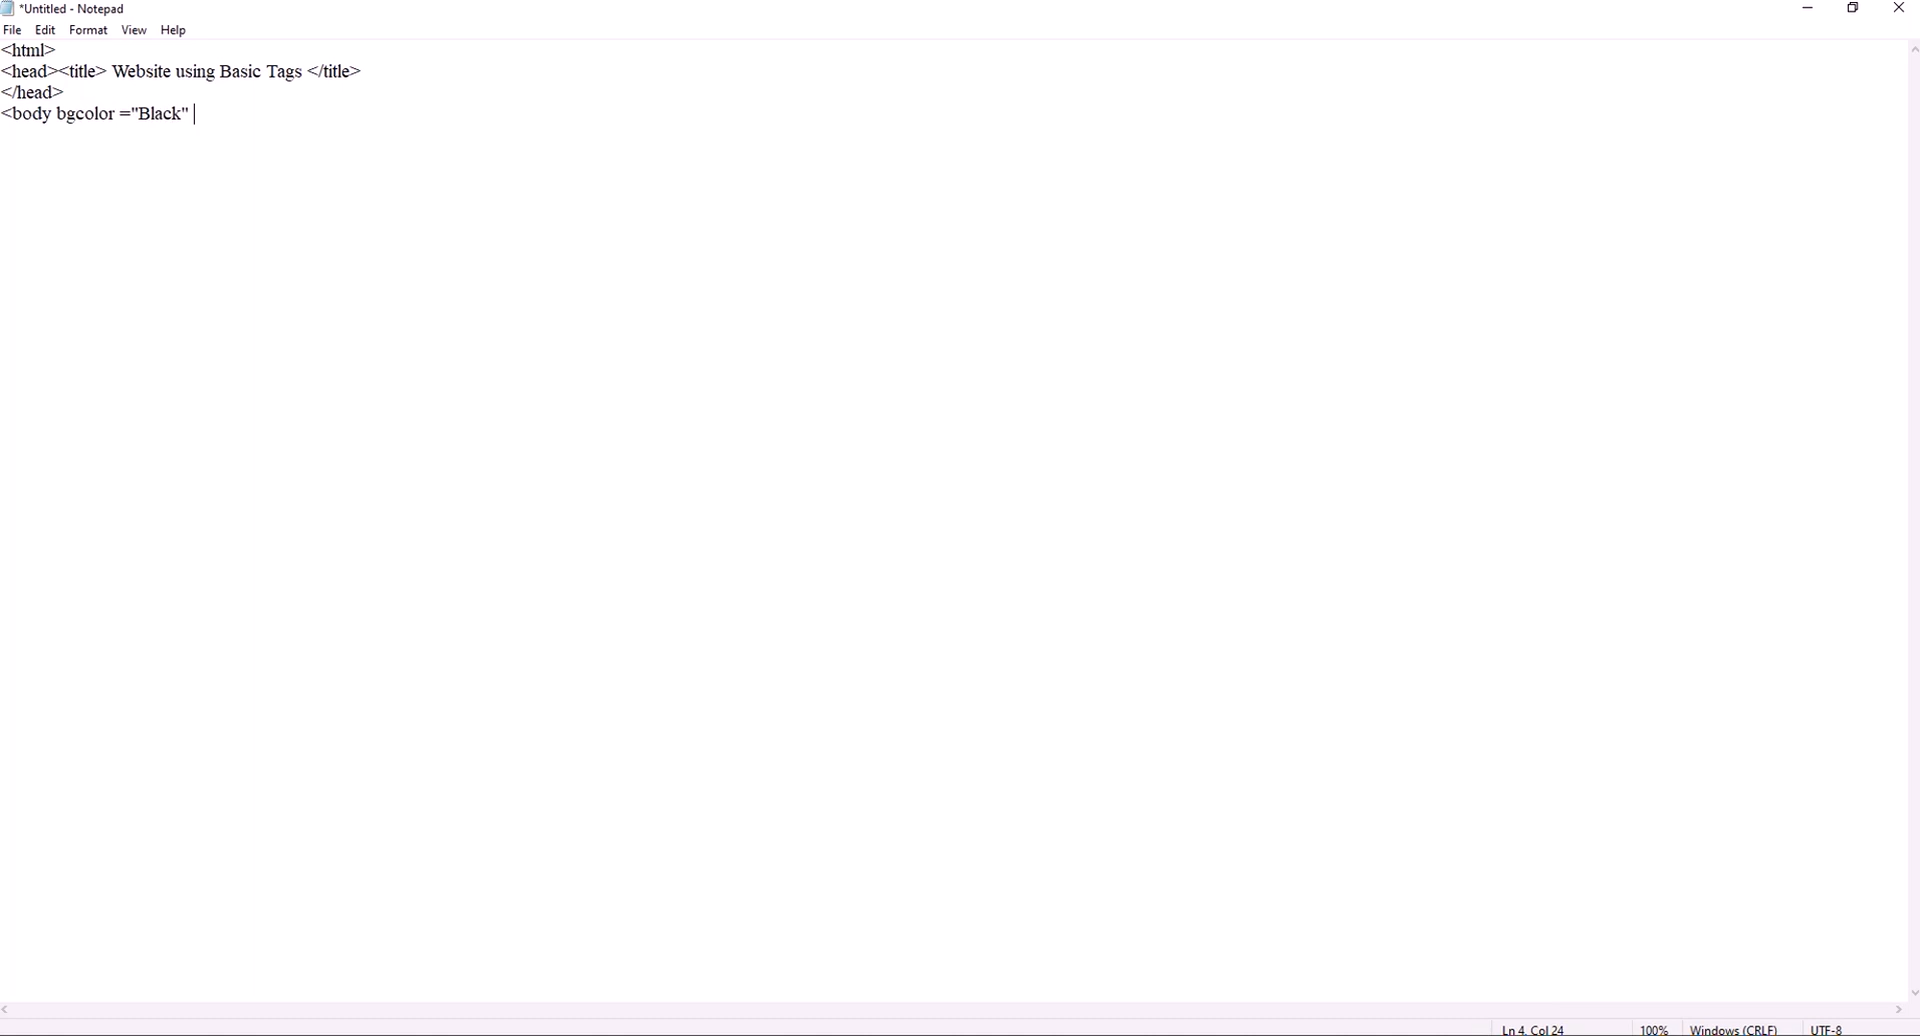 *Untitled - Notepad
File Edit Format View Help
<html>
<head><title> Website using Basic Tags </title>
</head>
<body bgcolor ="Black"
Ln 4, Col 24 100% Windows (CRLF) UTF-8